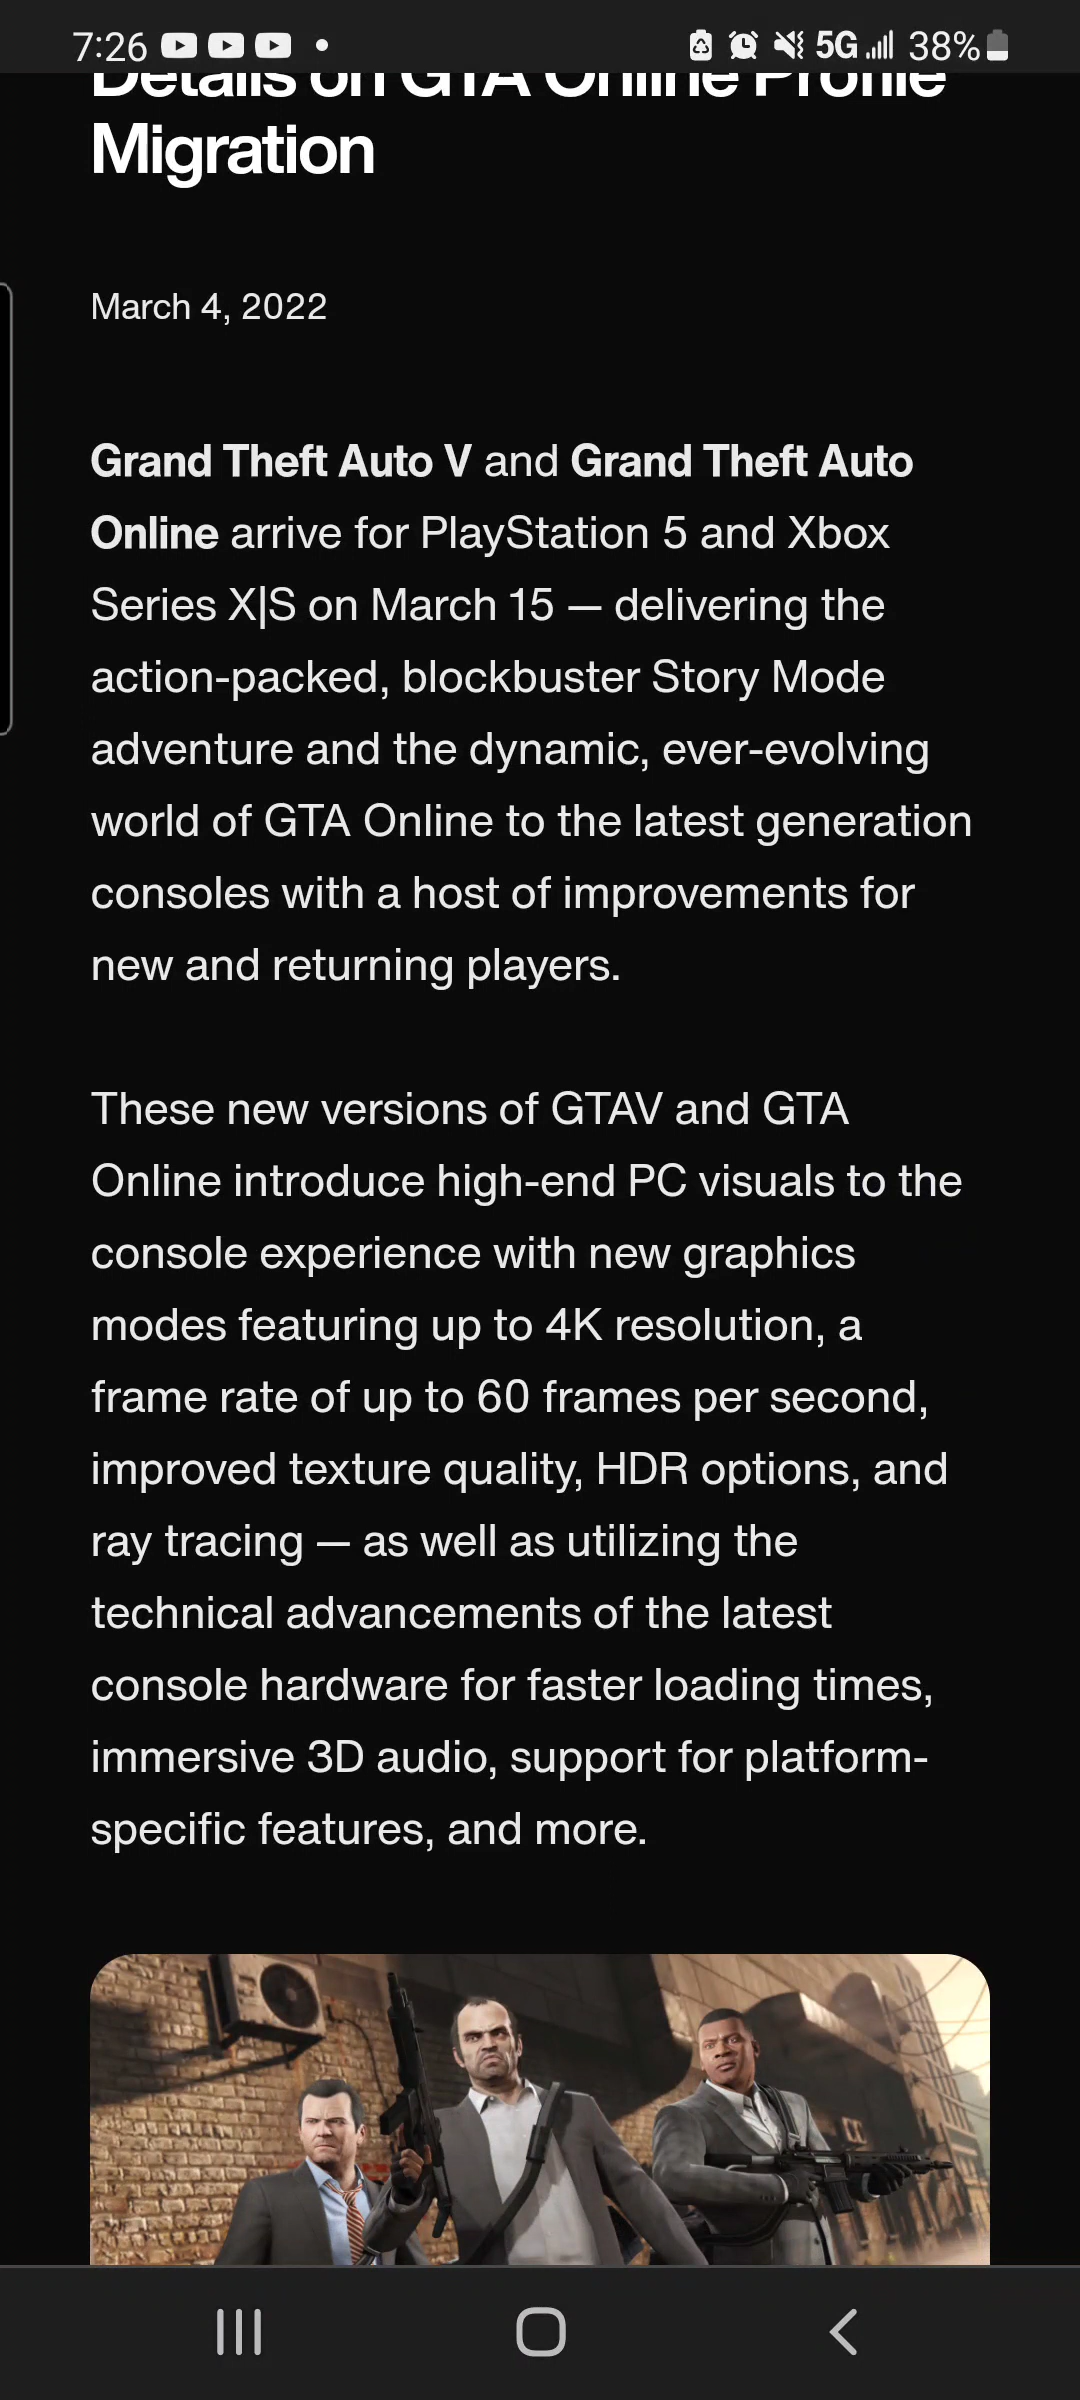 7:26
5G 38%
Details on GTA Online Profile
Migration
March 4, 2022
Grand Theft Auto V and Grand Theft Auto
Online arrive for PlayStation 5 and Xbox
Series X|S on March 15 — delivering the
action-packed, blockbuster Story Mode
adventure and the dynamic, ever-evolving
world of GTA Online to the latest generation
consoles with a host of improvements for
new and returning players.
These new versions of GTAV and GTA
Online introduce high-end PC visuals to the
console experience with new graphics
modes featuring up to 4K resolution, a
frame rate of up to 60 frames per second,
improved texture quality, HDR options, and
ray tracing — as well as utilizing the
technical advancements of the latest
console hardware for faster loading times,
immersive 3D audio, support for platform-
specific features, and more.